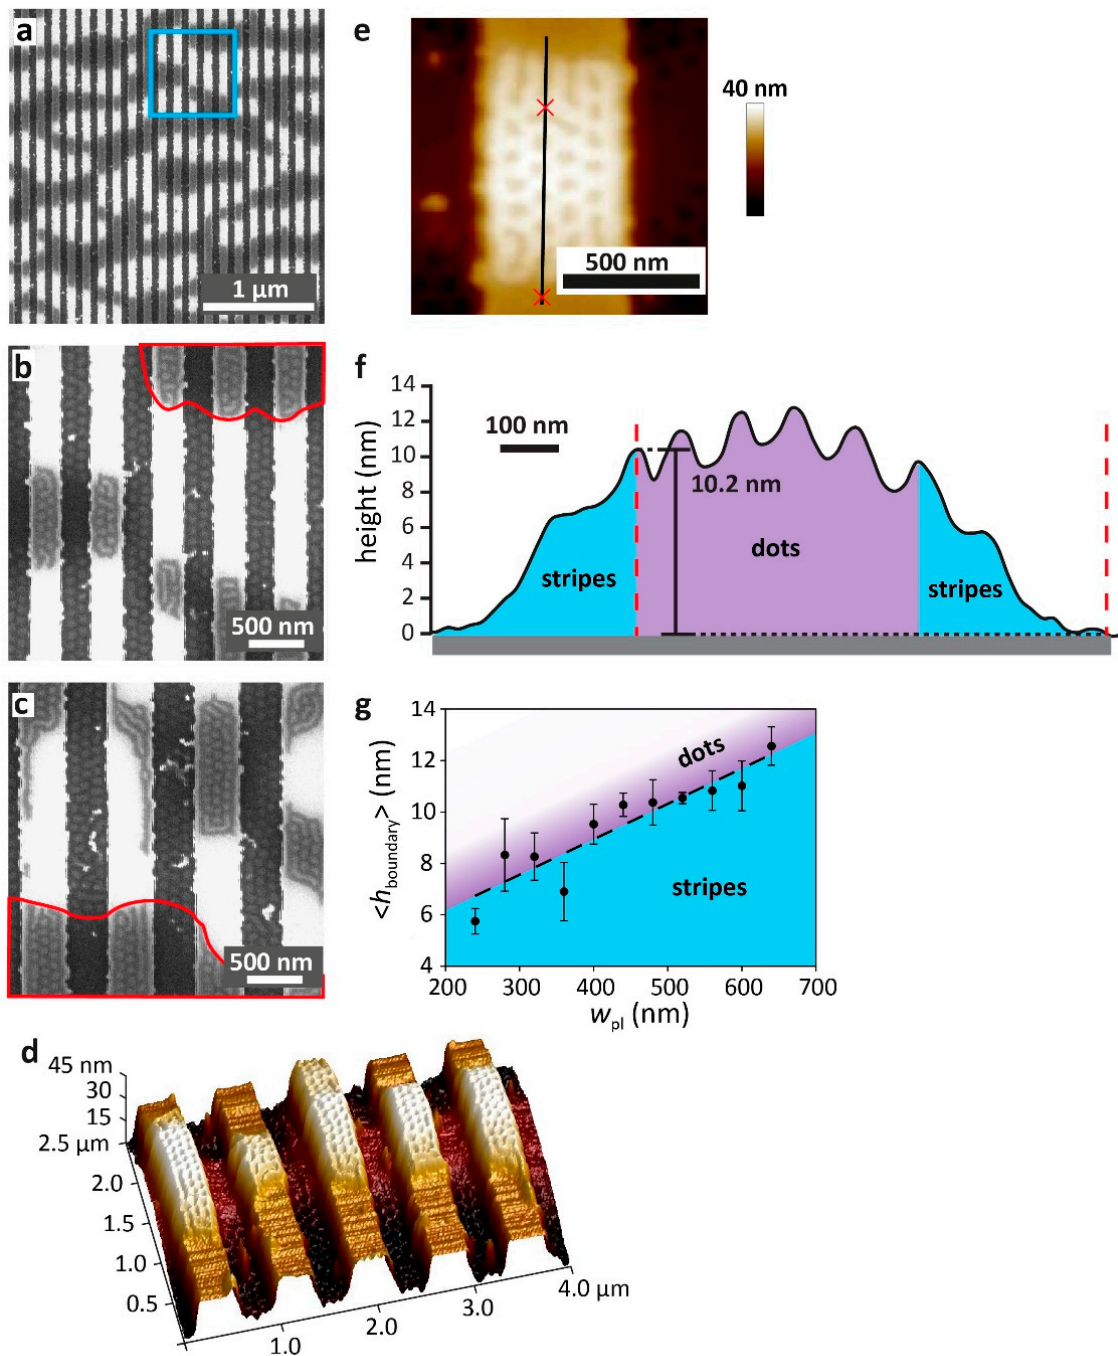 a
1 µm
b
500 nm
c
500 nm
d
45 nm
30
15
2.5 µm
2.0
1.5
1.0
0.5
1.0
2.0
3.0
4.0 µm
e
500 nm
40 nm
f
14
12
10
8
6
4
2
0
height (nm)
100 nm
10.2 nm
stripes
dots
stripes
g
14
12
10
8
6
4
<h_boundary> (nm)
dots
stripes
200 300 400 500 600 700
w_pl (nm)